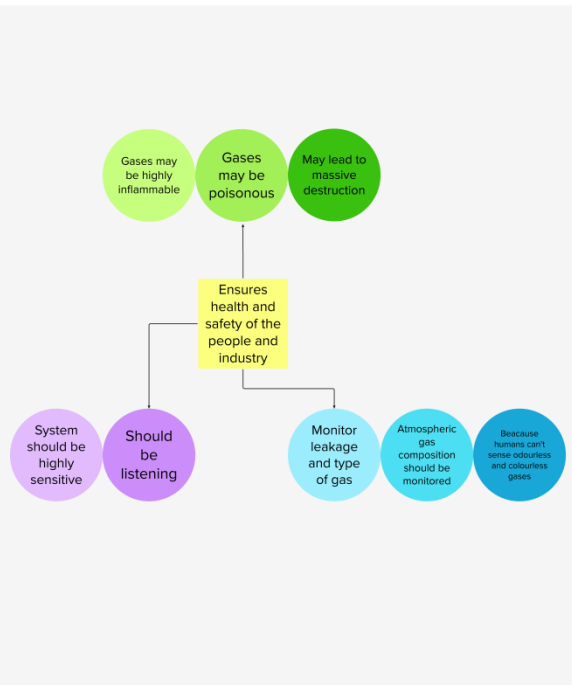 Gases may
be highly
inflammable
Gases
may be
poisonous
May lead to
massive
destruction
Ensures
health and
safety of the
people and
industry
System
should be
highly
sensitive
Should
be
listening
Monitor
leakage
and type
of gas
Atmospheric
gas
composition
should be
monitored
Beacause
humans can't
sense odourless
and colourless
gases